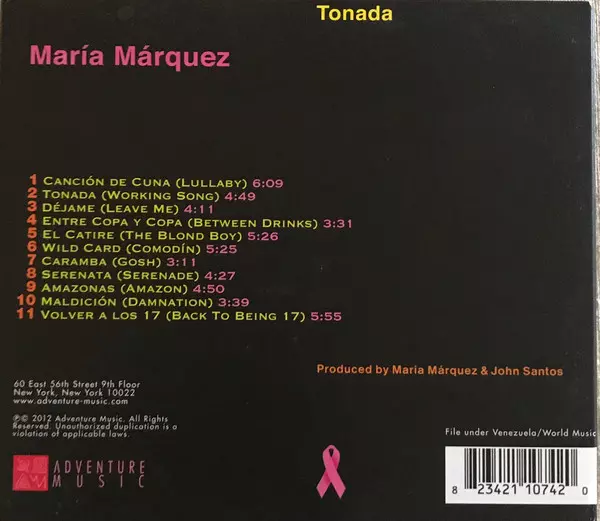 Tonada
María Márquez
1 CANCIÓN DE CUNA (LULLABY) 6:09
2 TONADA (WORKING SONG) 4:49
3 DÉJAME (LEAVE ME) 4:11
4 ENTRE COPA Y COPA (BETWEEN DRINKS) 3:31
5 EL CATIRE (THE BLOND BOY) 5:26
6 WILD CARD (COMODÍN) 5:25
7 CARAMBA (GOSH) 3:11
8 SERENATA (SERENADE) 4:27
9 AMAZONAS (AMAZON) 4:50
10 MALDICIÓN (DAMNATION) 3:39
11 VOLVER A LOS 17 (BACK TO BEING 17) 5:55
Produced by María Márquez & John Santos
60 East 56th Street 9th Floor
New York, New York 10022
www.adventure-music.com
℗© 2012 Adventure Music. All Rights
Reserved. Unauthorized duplication is a
violation of applicable laws.
File under Venezuela/World Music
ADVENTURE
MUSIC
8 23421 10742 0